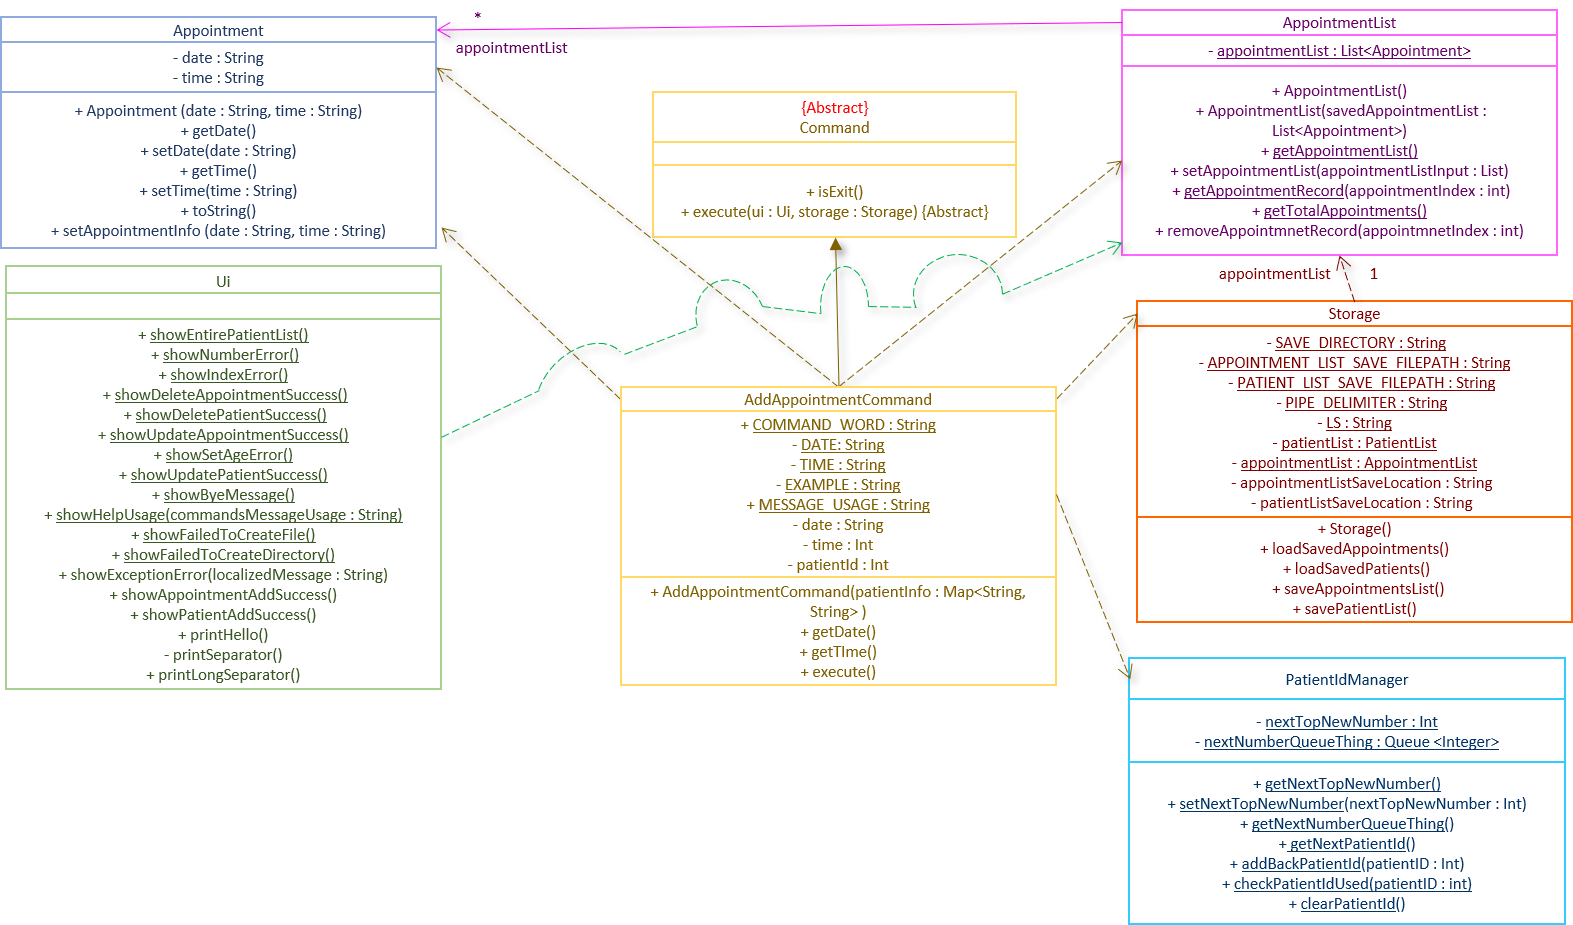 Appointment
- date : String
- time : String
+ Appointment (date : String, time : String)
+ getDate()
+ setDate(date : String)
+ getTime()
+ setTime(time : String)
+ toString()
+ setAppointmentInfo (date : String, time : String)
*
appointmentList
AppointmentList
- appointmentList : List<Appointment>
+ AppointmentList()
+ AppointmentList(savedAppointmentList :
List<Appointment>)
+ getAppointmentList()
+ setAppointmentList(appointmentListInput : List)
+ getAppointmentRecord(appointmentIndex : int)
+ getTotalAppointments()
+ removeAppointmnetRecord(appointmnetIndex : int)
{Abstract}
Command
+ isExit()
+ execute(ui : Ui, storage : Storage) {Abstract}
appointmentList
1
Ui
+ showEntirePatientList()
+ showNumberError()
+ showIndexError()
+ showDeleteAppointmentSuccess()
+ showDeletePatientSuccess()
+ showUpdateAppointmentSuccess()
+ showSetAgeError()
+ showUpdatePatientSuccess()
+ showByeMessage()
+ showHelpUsage(commandsMessageUsage : String)
+ showFailedToCreateFile()
+ showFailedToCreateDirectory()
+ showExceptionError(localizedMessage : String)
+ showAppointmentAddSuccess()
+ showPatientAddSuccess()
+ printHello()
- printSeparator()
+ printLongSeparator()
AddAppointmentCommand
+ COMMAND_WORD : String
- DATE: String
- TIME : String
- EXAMPLE : String
+ MESSAGE_USAGE : String
- date : String
- time : Int
- patientId : Int
+ AddAppointmentCommand(patientInfo : Map<String,
String> )
+ getDate()
+ getTIme()
+ execute()
Storage
- SAVE_DIRECTORY : String
- APPOINTMENT_LIST_SAVE_FILEPATH : String
- PATIENT_LIST_SAVE_FILEPATH : String
- PIPE_DELIMITER : String
- LS : String
- patientList : PatientList
- appointmentList : AppointmentList
- appointmentListSaveLocation : String
- patientListSaveLocation : String
+ Storage()
+ loadSavedAppointments()
+ loadSavedPatients()
+ saveAppointmentsList()
+ savePatientList()
PatientIdManager
- nextTopNewNumber : Int
- nextNumberQueueThing : Queue <Integer>
+ getNextTopNewNumber()
+ setNextTopNewNumber(nextTopNewNumber : Int)
+ getNextNumberQueueThing()
+ getNextPatientId()
+ addBackPatientId(patientID : Int)
+ checkPatientIdUsed(patientID : int)
+ clearPatientId()